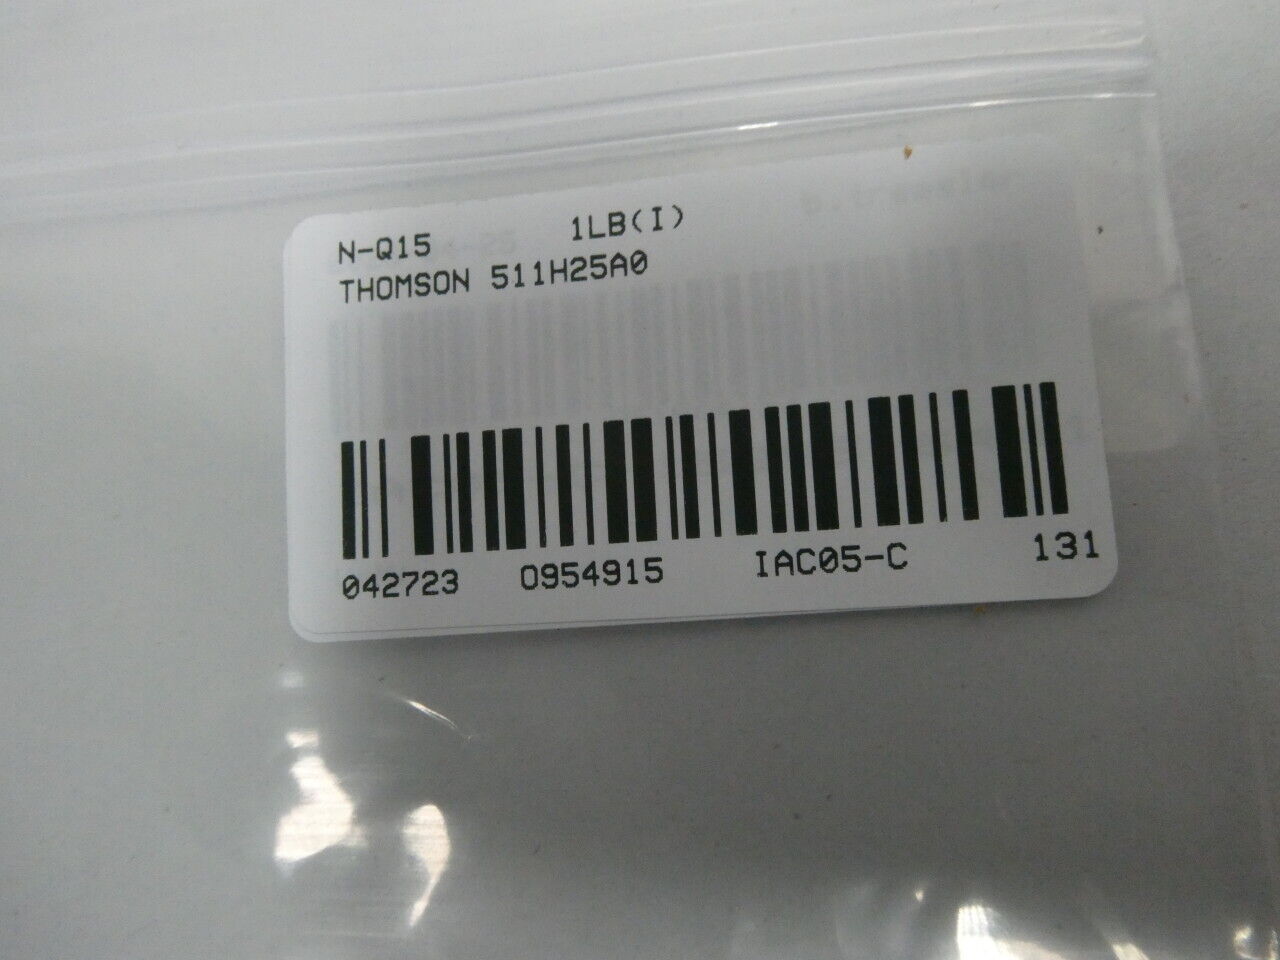 N-Q15 1LB(I)
THOMSON 511H25A0
042723 0954915 IAC05-C 131